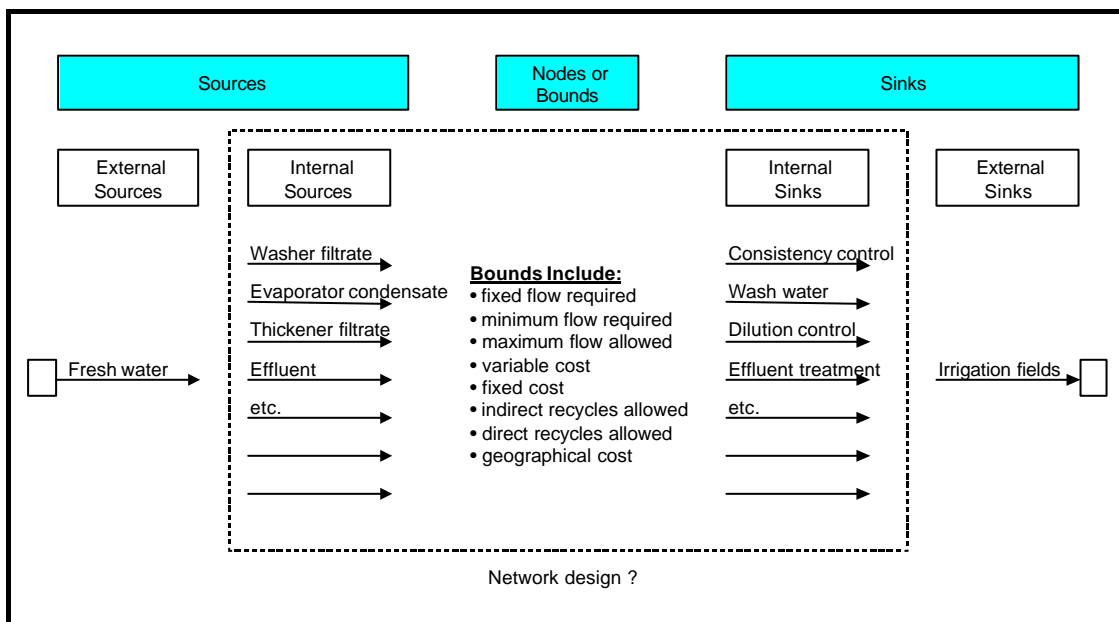 Sources
Nodes or
Bounds
Sinks
External
Sources
Internal
Sources
Internal
Sinks
External
Sinks
Fresh water
Washer filtrate
Evaporator condensate
Thickener filtrate
Effluent
etc.
Bounds Include:
• fixed flow required
• minimum flow required
• maximum flow allowed
• variable cost
• fixed cost
• indirect recycles allowed
• direct recycles allowed
• geographical cost
Consistency control
Wash water
Dilution control
Effluent treatment
etc.
Irrigation fields
Network design ?